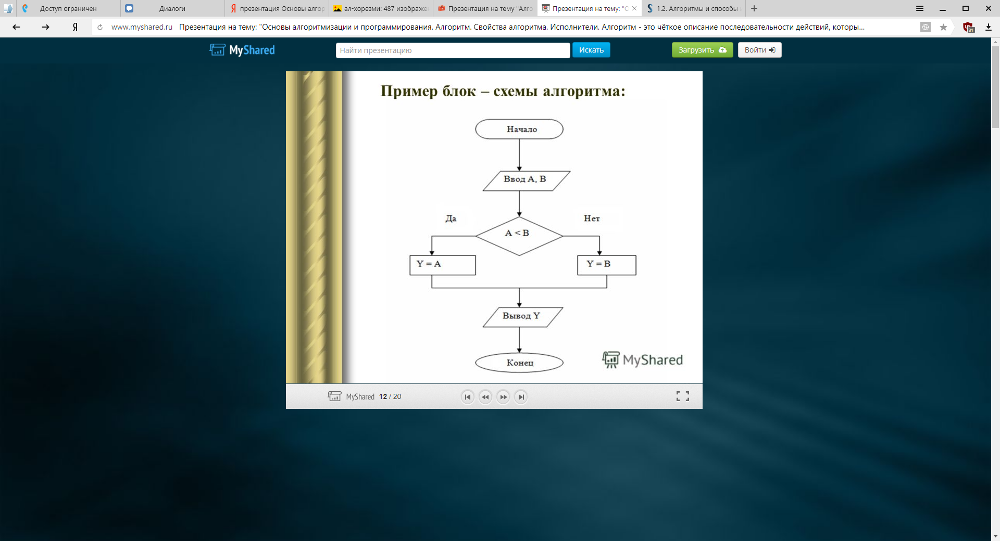 Доступ ограничен
Диалоги
презентация Основы алгор
ал-хорезми: 487 изображе
Презентация на тему "Алго
Презентация на тему: "О
1.2. Алгоритмы и способы
www.myshared.ru Презентация на тему: "Основы алгоритмизации и программирования. Алгоритм. Свойства алгоритма. Исполнители. Алгоритм - это чёткое описание последовательности действий, которы...
31
MyShared
Найти презентацию
Искать
Загрузить
Войти
Пример блок – схемы алгоритма:
Начало
Ввод A, B
Да
Нет
A < B
Y = A
Y = B
Вывод Y
Конец
MyShared
MyShared 12 / 20